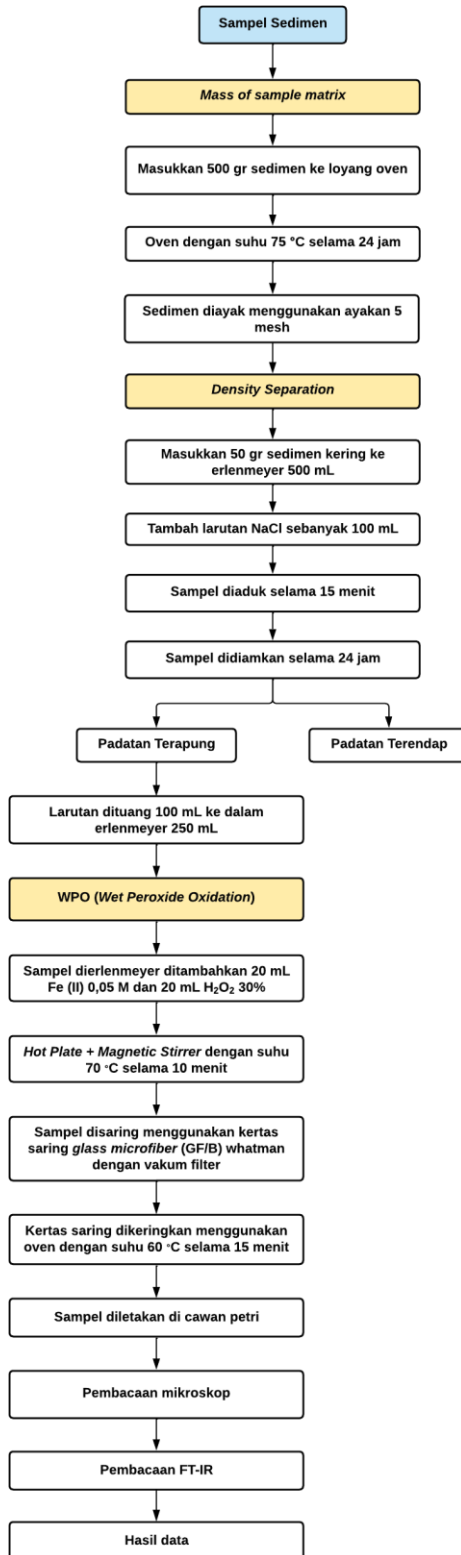 Sampel Sedimen
Mass of sample matrix
Masukkan 500 gr sedimen ke loyang oven
Oven dengan suhu 75 °C selama 24 jam
Sedimen diayak menggunakan ayakan 5
mesh
Density Separation
Masukkan 50 gr sedimen kering ke
erlenmeyer 500 mL
Tambah larutan NaCl sebanyak 100 mL
Sampel diaduk selama 15 menit
Sampel didiamkan selama 24 jam
Padatan Terapung
Padatan Terendap
Larutan dituang 100 mL ke dalam
erlenmeyer 250 mL
WPO (Wet Peroxide Oxidation)
Sampel dierlenmeyer ditambahkan 20 mL
Fe (II) 0,05 M dan 20 mL H₂O₂ 30%
Hot Plate + Magnetic Stirrer dengan suhu
70 °C selama 10 menit
Sampel disaring menggunakan kertas
saring glass microfiber (GF/B) whatman
dengan vakum filter
Kertas saring dikeringkan menggunakan
oven dengan suhu 60 °C selama 15 menit
Sampel diletakan di cawan petri
Pembacaan mikroskop
Pembacaan FT-IR
Hasil data